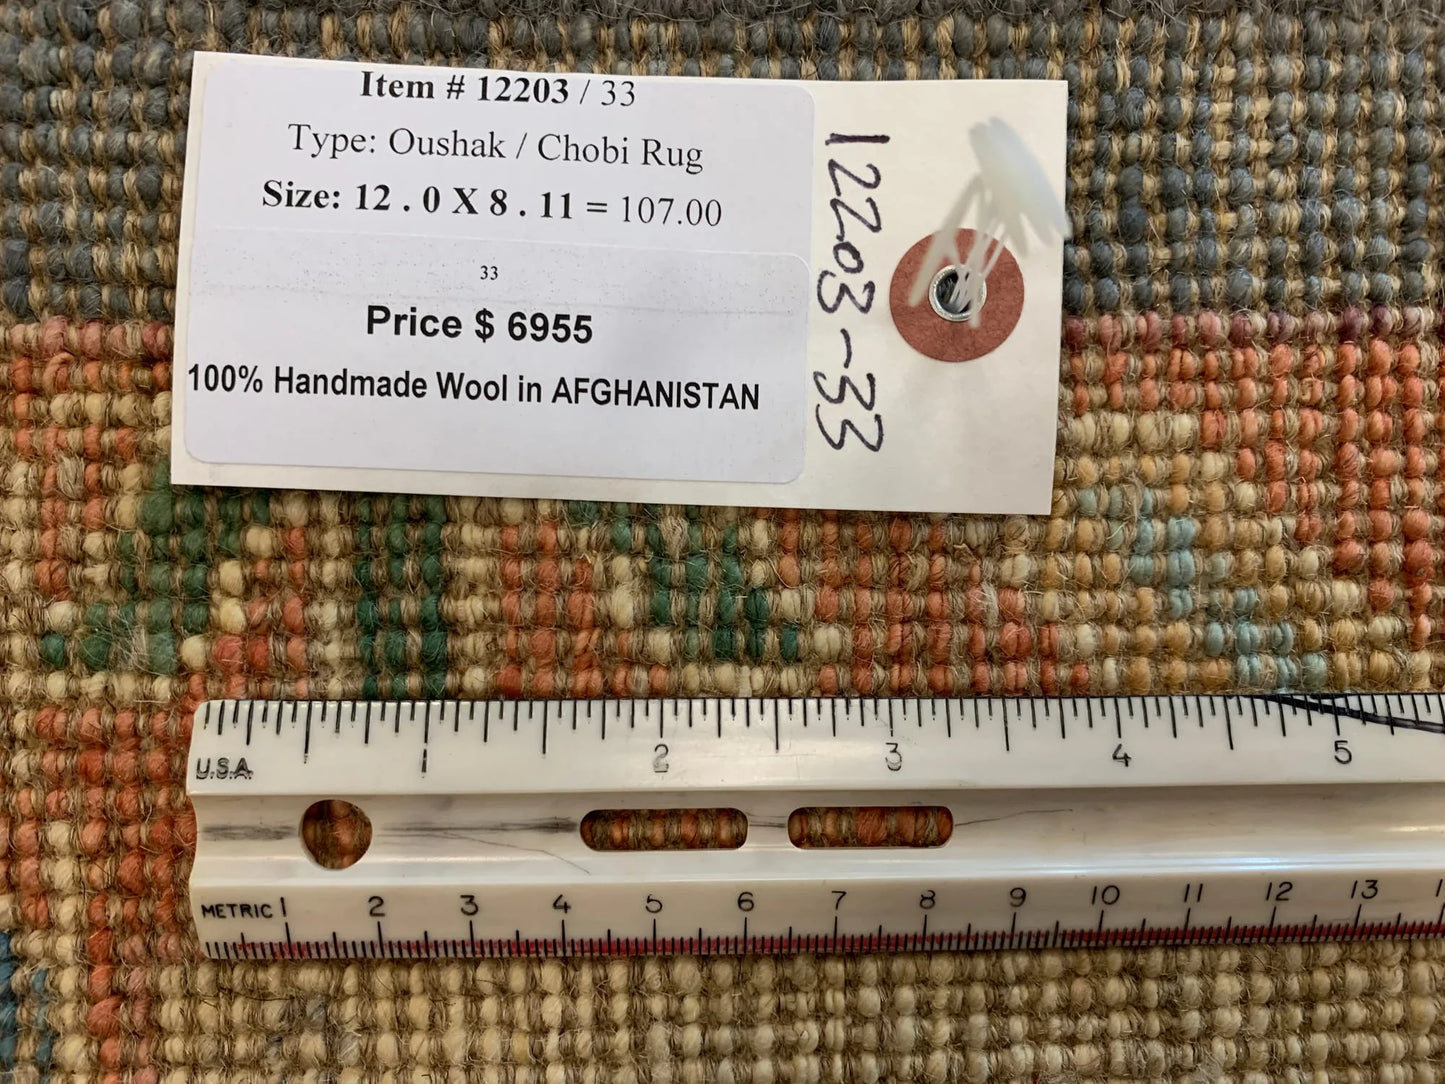 Item # 12203 / 33
Type: Oushak / Chobi Rug
Size: 12 . 0 X 8 . 11 = 107.00
33
Price $ 6955
100% Handmade Wool in AFGHANISTAN
12203-33
1 2 3 4 5
U.S.A.
METRIC 1 2 3 4 5 6 7 8 9 10 11 12 13